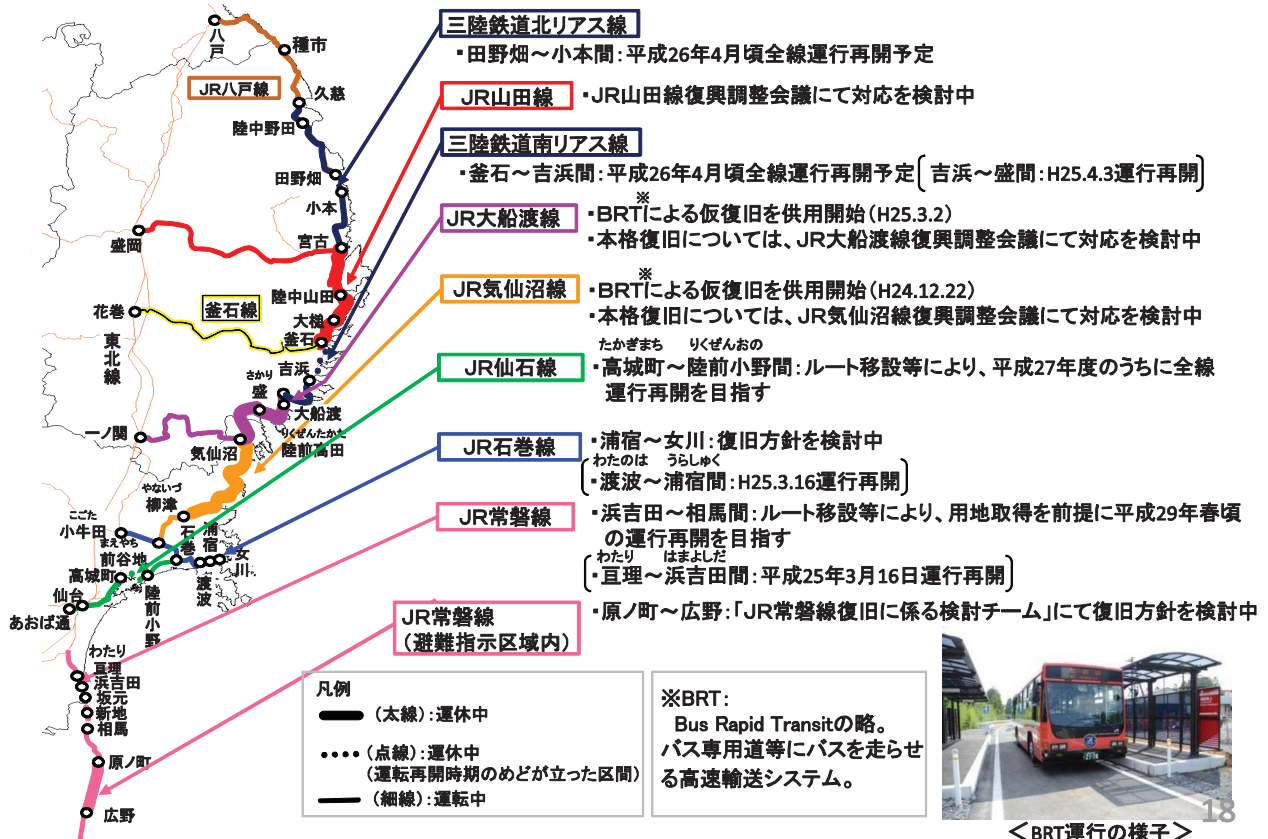 三陸鉄道北リアス線
・田野畑～小本間：平成26年4月頃全線運行再開予定
JR山田線
・JR山田線復興調整会議にて対応を検討中
三陸鉄道南リアス線
・釜石～吉浜間：平成26年4月頃全線運行再開予定
吉浜～盛間：H25.4.3運行再開
JR大船渡線
※
・BRTによる仮復旧を供用開始（H25.3.2）
・本格復旧については、JR大船渡線復興調整会議にて対応を検討中
JR気仙沼線
※
・BRTによる仮復旧を供用開始（H24.12.22）
・本格復旧については、JR気仙沼線復興調整会議にて対応を検討中
JR仙石線
たかぎまち りくぜんおの
・高城町～陸前小野間：ルート移設等により、平成27年度のうちに全線
運行再開を目指す
JR石巻線
・浦宿～女川：復旧方針を検討中
わたのは うらしゅく
・渡波～浦宿間：H25.3.16運行再開
JR常磐線
・浜吉田～相馬間：ルート移設等により、用地取得を前提に平成29年春頃
の運行再開を目指す
わたり はまよしだ
・亘理～浜吉田間：平成25年3月16日運行再開
JR常磐線
（避難指示区域内）
・原ノ町～広野：「JR常磐線復旧に係る検討チーム」にて復旧方針を検討中
八戸
種市
JR八戸線
久慈
陸中野田
田野畑
小本
盛岡
宮古
陸中山田
花巻
釜石線
大槌
釜石
東北線
吉浜
さかり
盛
大船渡
一ノ関
りくぜんたかた
陸前高田
気仙沼
やないづ
柳津
こごた
小牛田
石巻
浦宿
女川
まえやち
前谷地
渡波
高城町
陸前小野
仙台
あおば通
わたり
亘理
浜吉田
坂元
新地
相馬
原ノ町
広野
凡例
（太線）：運休中
（点線）：運休中
（運転再開時期のめどが立った区間）
（細線）：運転中
※BRT：
Bus Rapid Transitの略。
バス専用道等にバスを走らせ
る高速輸送システム。
18
＜BRT運行の様子＞